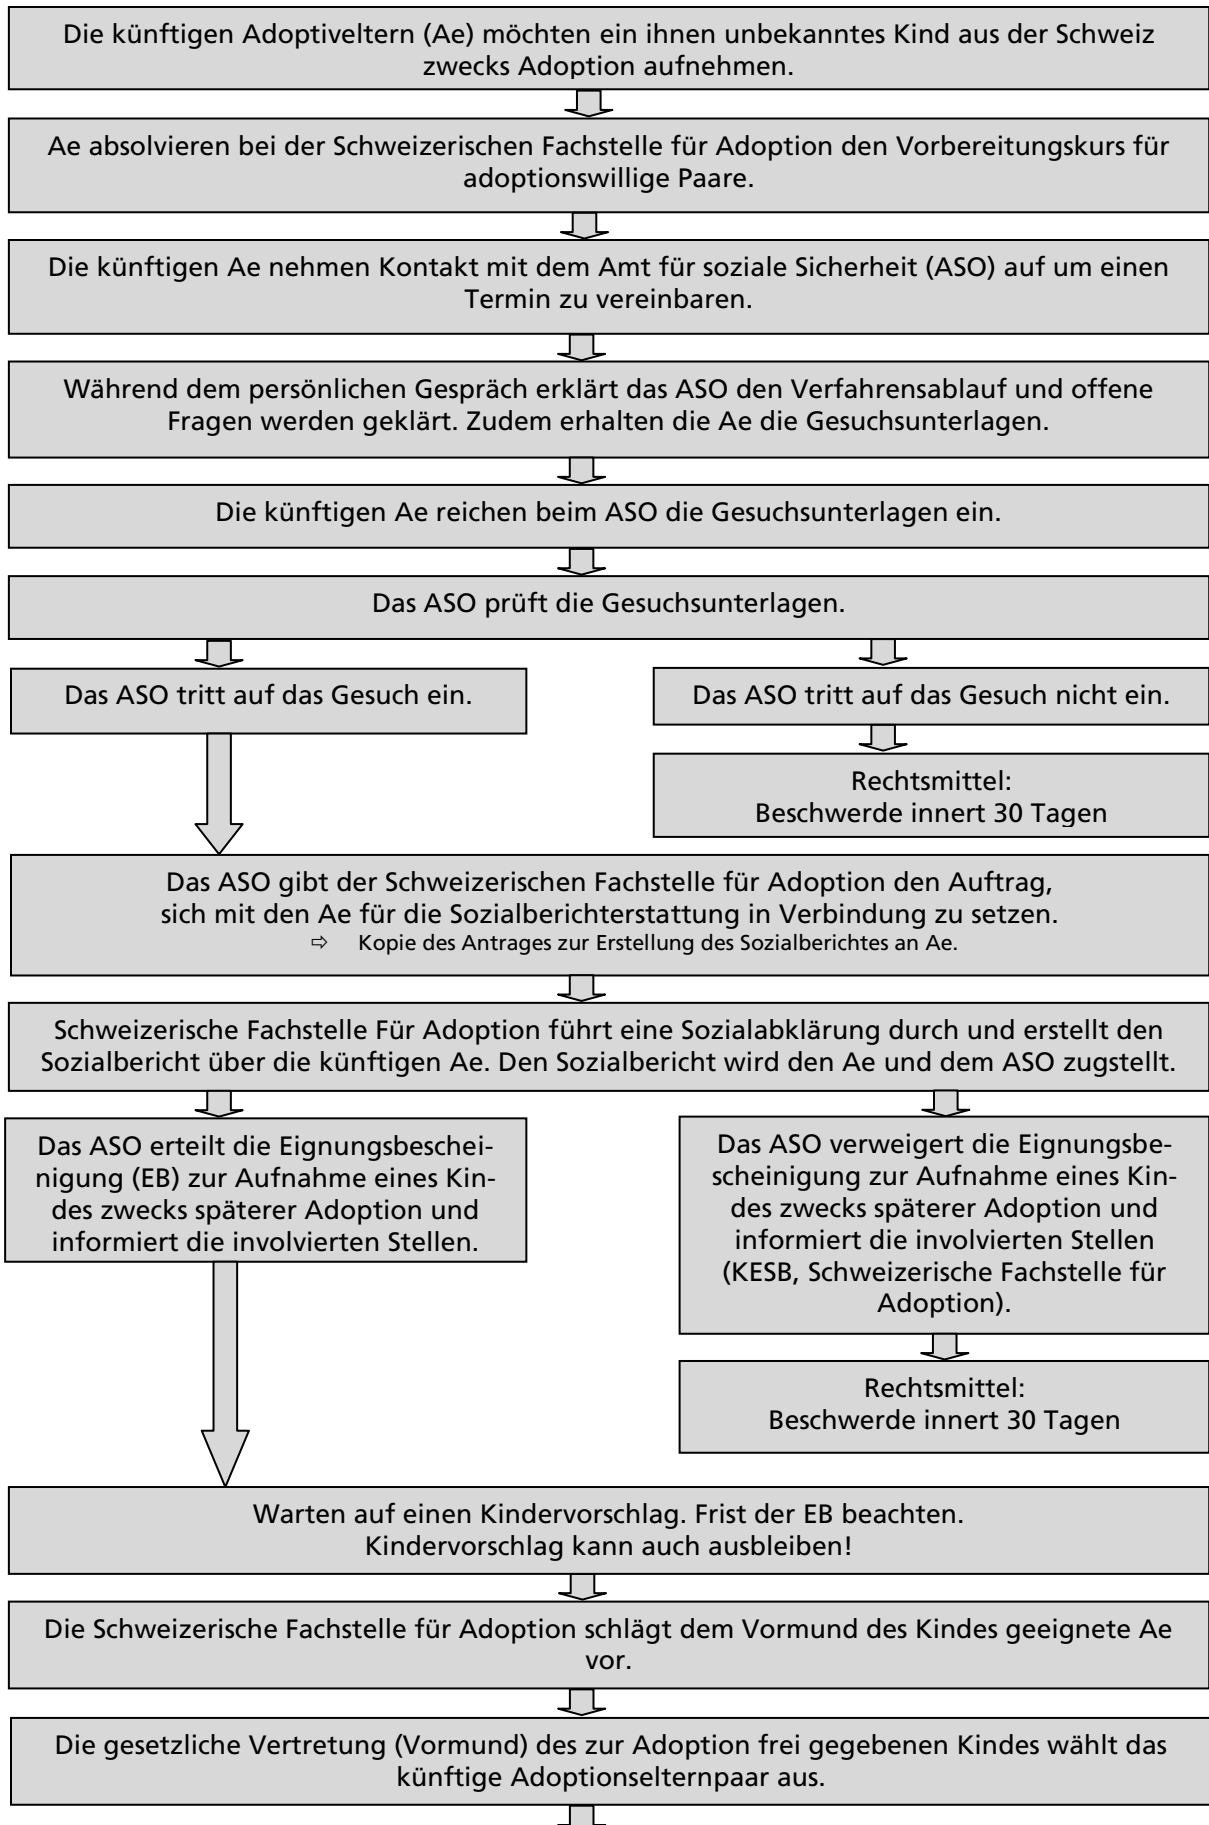 Die künftigen Adoptiveltern (Ae) möchten ein ihnen unbekanntes Kind aus der Schweiz
zwecks Adoption aufnehmen.
Ae absolvieren bei der Schweizerischen Fachstelle für Adoption den Vorbereitungskurs für
adoptionswillige Paare.
Die künftigen Ae nehmen Kontakt mit dem Amt für soziale Sicherheit (ASO) auf um einen
Termin zu vereinbaren.
Während dem persönlichen Gespräch erklärt das ASO den Verfahrensablauf und offene
Fragen werden geklärt. Zudem erhalten die Ae die Gesuchsunterlagen.
Die künftigen Ae reichen beim ASO die Gesuchsunterlagen ein.
Das ASO prüft die Gesuchsunterlagen.
Das ASO tritt auf das Gesuch ein.
Das ASO tritt auf das Gesuch nicht ein.
Rechtsmittel:
Beschwerde innert 30 Tagen
Das ASO gibt der Schweizerischen Fachstelle für Adoption den Auftrag,
sich mit den Ae für die Sozialberichterstattung in Verbindung zu setzen.
⇨ Kopie des Antrages zur Erstellung des Sozialberichtes an Ae.
Schweizerische Fachstelle Für Adoption führt eine Sozialabklärung durch und erstellt den
Sozialbericht über die künftigen Ae. Den Sozialbericht wird den Ae und dem ASO zugstellt.
Das ASO erteilt die Eignungsbeschei-
nigung (EB) zur Aufnahme eines Kin-
des zwecks späterer Adoption und
informiert die involvierten Stellen.
Das ASO verweigert die Eignungsbe-
scheinigung zur Aufnahme eines Kin-
des zwecks späterer Adoption und
informiert die involvierten Stellen
(KESB, Schweizerische Fachstelle für
Adoption).
Rechtsmittel:
Beschwerde innert 30 Tagen
Warten auf einen Kindervorschlag. Frist der EB beachten.
Kindervorschlag kann auch ausbleiben!
Die Schweizerische Fachstelle für Adoption schlägt dem Vormund des Kindes geeignete Ae
vor.
Die gesetzliche Vertretung (Vormund) des zur Adoption frei gegebenen Kindes wählt das
künftige Adoptionselternpaar aus.